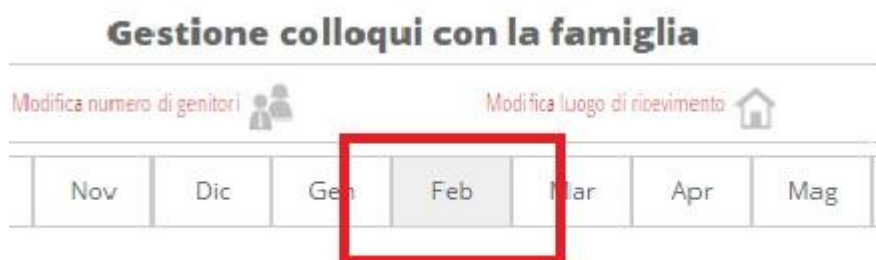 Gestione colloqui con la famiglia
Modifica numero di genitori Modifica luogo di ricevimento
Nov Dic Gen Feb Mar Apr Mag